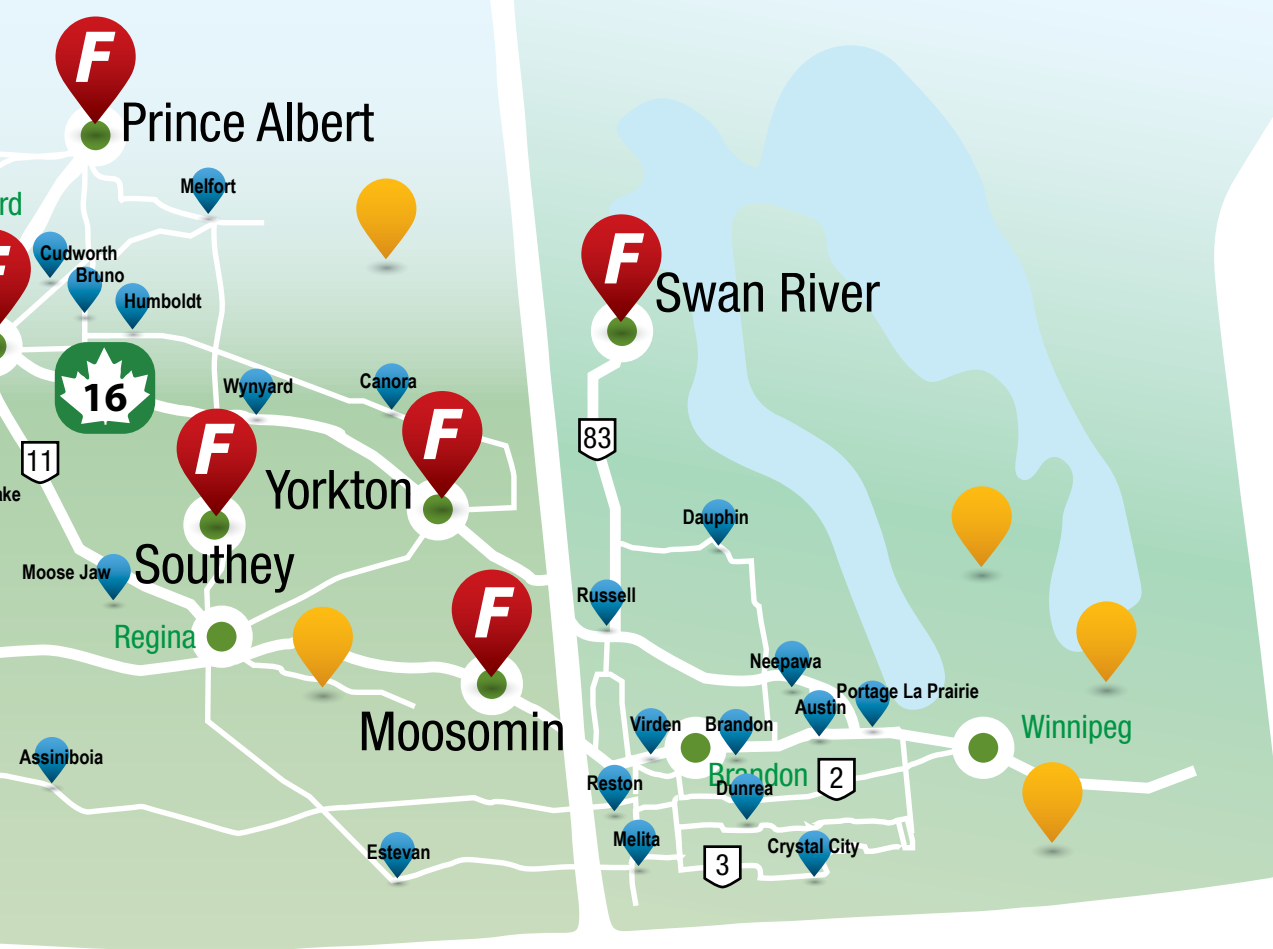 F
Prince Albert
Melfort
rd
F
Cudworth
Bruno
Humboldt
F
Swan River
16
Wynyard
Canora
F
F
83
11
Yorkton
ake
Dauphin
Southey
Moose Jaw
F
Russell
Regina
Neepawa
Portage La Prairie
Austin
Moosomin
Virden
Brandon
Winnipeg
Assiniboia
Brandon
2
Reston
Dunrea
Melita
Crystal City
Estevan
3